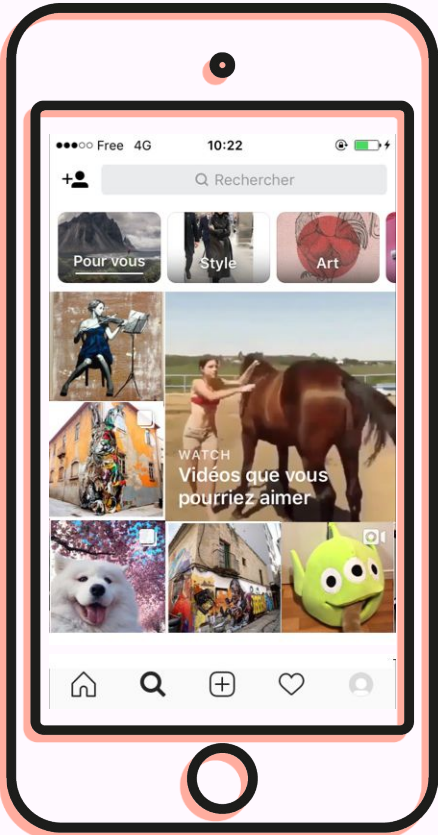 Free 4G 10:22
Rechercher
Pour vous Style Art
WATCH
Vidéos que vous
pourriez aimer